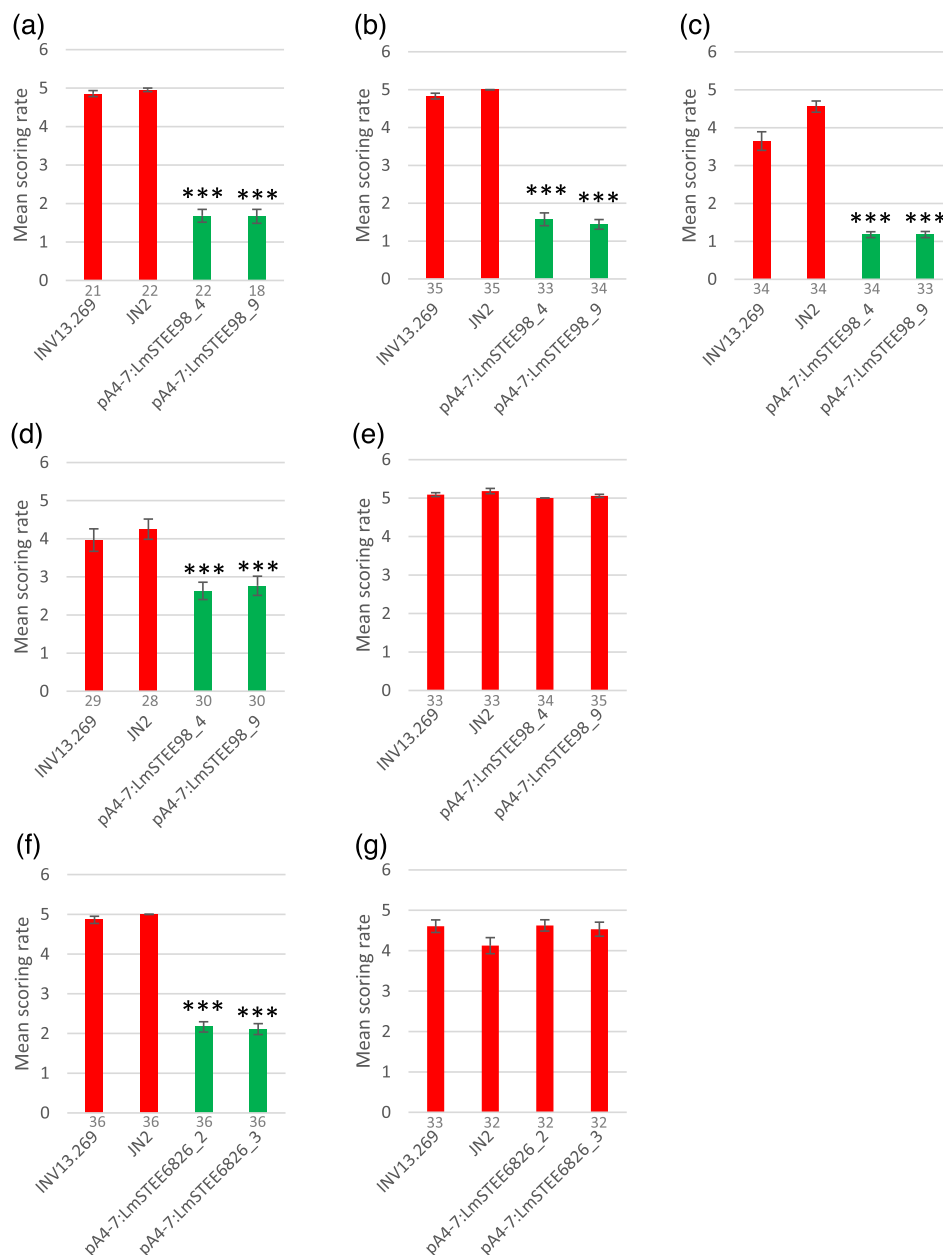 (a)
6
5
4
3
2
1
0
Mean scoring rate
*** ***
21 22 22 18
INV13.269
JN2
pA4-7:LmSTEE98_4
pA4-7:LmSTEE98_9
(b)
6
5
4
3
2
1
0
Mean scoring rate
*** ***
35 35 33 34
INV13.269
JN2
pA4-7:LmSTEE98_4
pA4-7:LmSTEE98_9
(c)
6
5
4
3
2
1
0
Mean scoring rate
*** ***
34 34 34 33
INV13.269
JN2
pA4-7:LmSTEE98_4
pA4-7:LmSTEE98_9
(d)
6
5
4
3
2
1
0
Mean scoring rate
*** ***
29 28 30 30
INV13.269
JN2
pA4-7:LmSTEE98_4
pA4-7:LmSTEE98_9
(e)
6
5
4
3
2
1
0
Mean scoring rate
33 33 34 35
INV13.269
JN2
pA4-7:LmSTEE98_4
pA4-7:LmSTEE98_9
(f)
6
5
4
3
2
1
0
Mean scoring rate
*** ***
36 36 36 36
INV13.269
JN2
pA4-7:LmSTEE6826_2
pA4-7:LmSTEE6826_3
(g)
6
5
4
3
2
1
0
Mean scoring rate
33 32 32 32
INV13.269
JN2
pA4-7:LmSTEE6826_2
pA4-7:LmSTEE6826_3